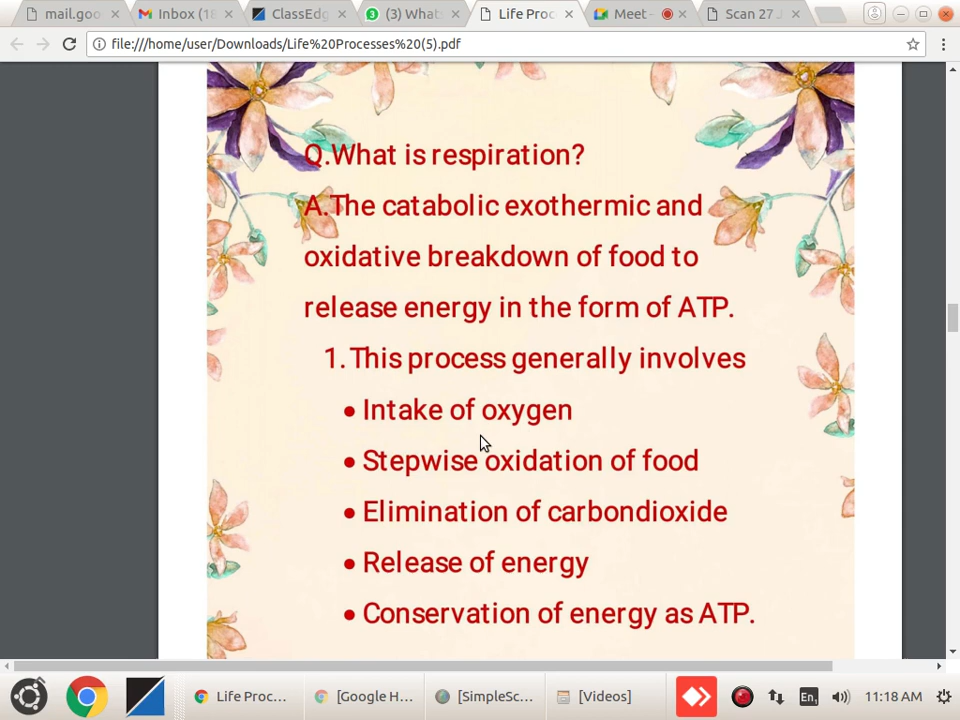 mail.goo
Inbox (18
ClassEdg
(3) What
Life Proc
Meet -
Scan 27 J
file:///home/user/Downloads/Life%20Processes%20(5).pdf
Q.What is respiration?
A.The catabolic exothermic and
oxidative breakdown of food to
release energy in the form of ATP.
1. This process generally involves
• Intake of oxygen
• Stepwise oxidation of food
• Elimination of carbondioxide
• Release of energy
• Conservation of energy as ATP.
Life Proc...
[Google H...
[SimpleSc...
[Videos]
En
11:18 AM